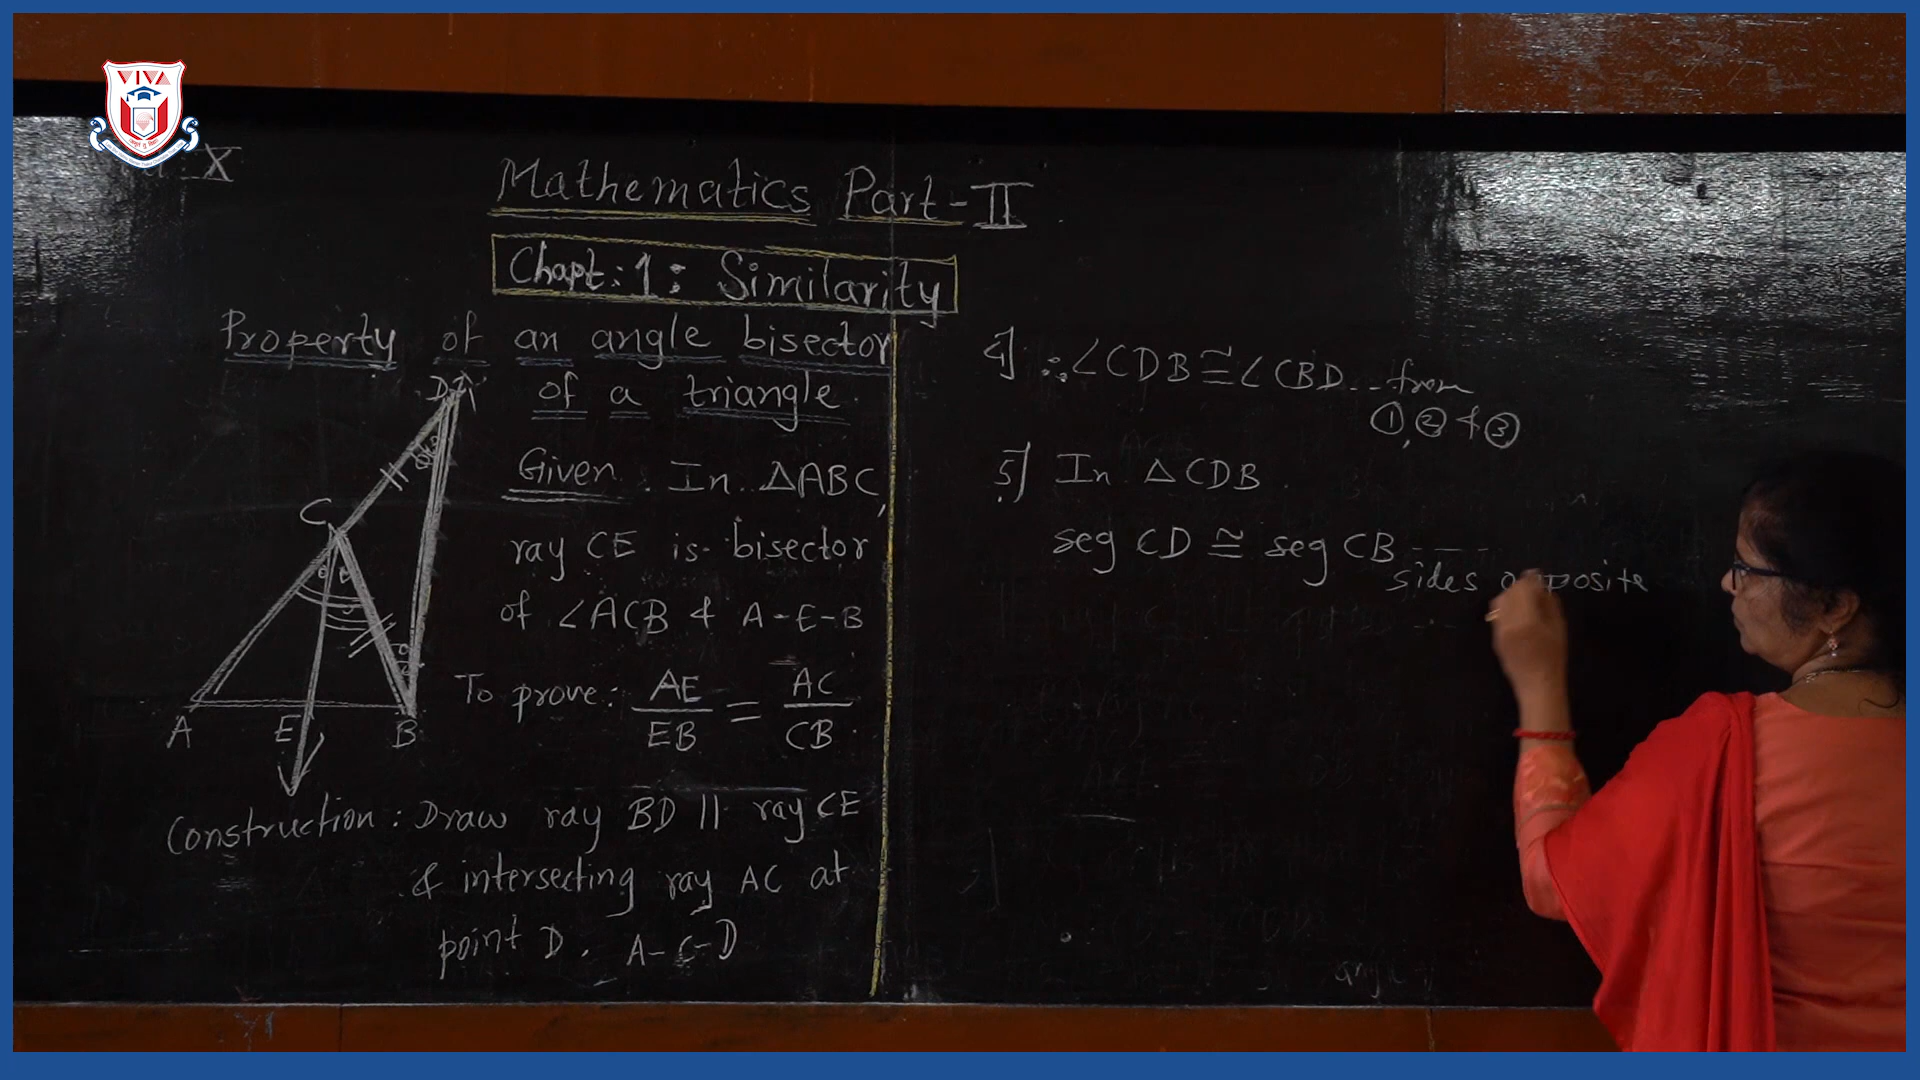 VIVA
X
Mathematics Part-II
Chapt:1: Similarity
Property of an angle bisector
of a triangle.
Given: In △ABC,
ray CE is bisector
of ∠ACB & A-E-B
To prove: AE/EB = AC/CB
Construction: Draw ray BD || ray CE
& intersecting ray AC at
point D. A-C-D
D
C
A E B
4] ∴∠CDB≅∠CBD...from
①,② & ③
5] In △CDB
seg CD ≅ seg CB ---
sides opposite